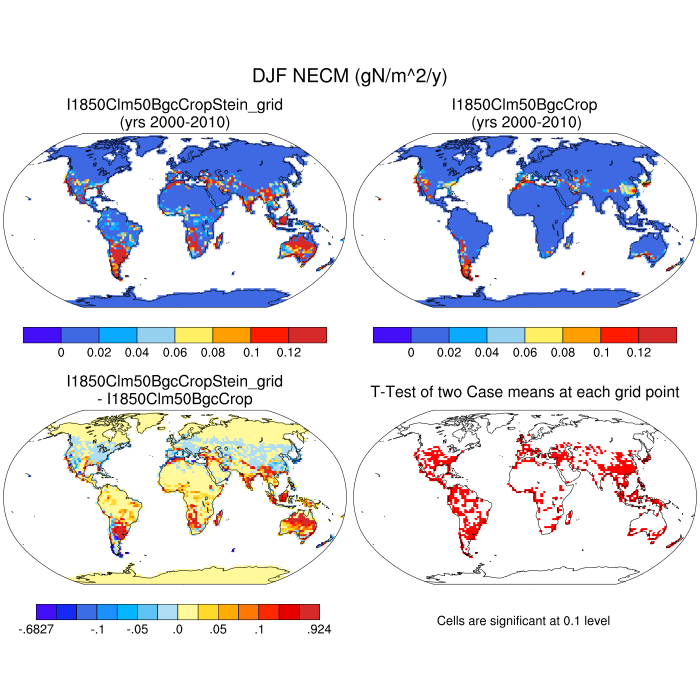 DJF NECM (gN/m^2/y)
I1850Clm50BgcCropStein_grid
(yrs 2000-2010)
I1850Clm50BgcCrop
(yrs 2000-2010)
0 0.02 0.04 0.06 0.08 0.1 0.12
0 0.02 0.04 0.06 0.08 0.1 0.12
I1850Clm50BgcCropStein_grid
- I1850Clm50BgcCrop
T-Test of two Case means at each grid point
-.6827 -.1 -.05 .0 .05 .1 .924
Cells are significant at 0.1 level